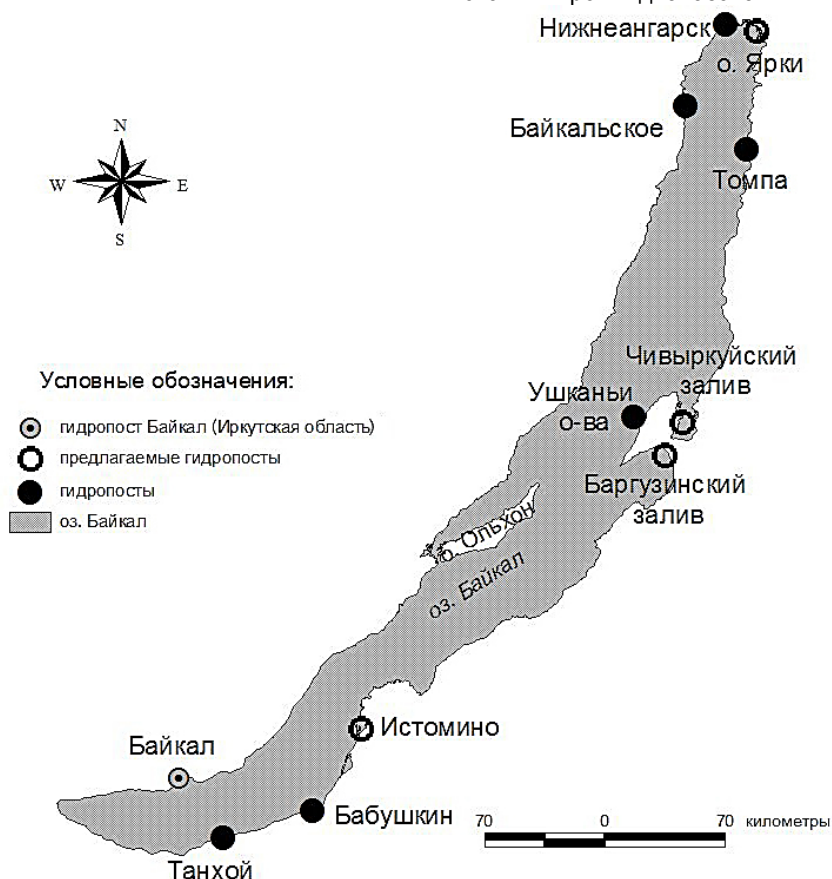 Нижнеангарск
о. Ярки
Байкальское
Томпа
N
W
E
S
Чивыркуйский
залив
Ушканьи
о-ва
Баргузинский
залив
о. Ольхон
оз. Байкал
Условные обозначения:
гидропост Байкал (Иркутская область)
предлагаемые гидропосты
гидропосты
оз. Байкал
Истомино
Байкал
Бабушкин
Танхой
70 0 70 километры